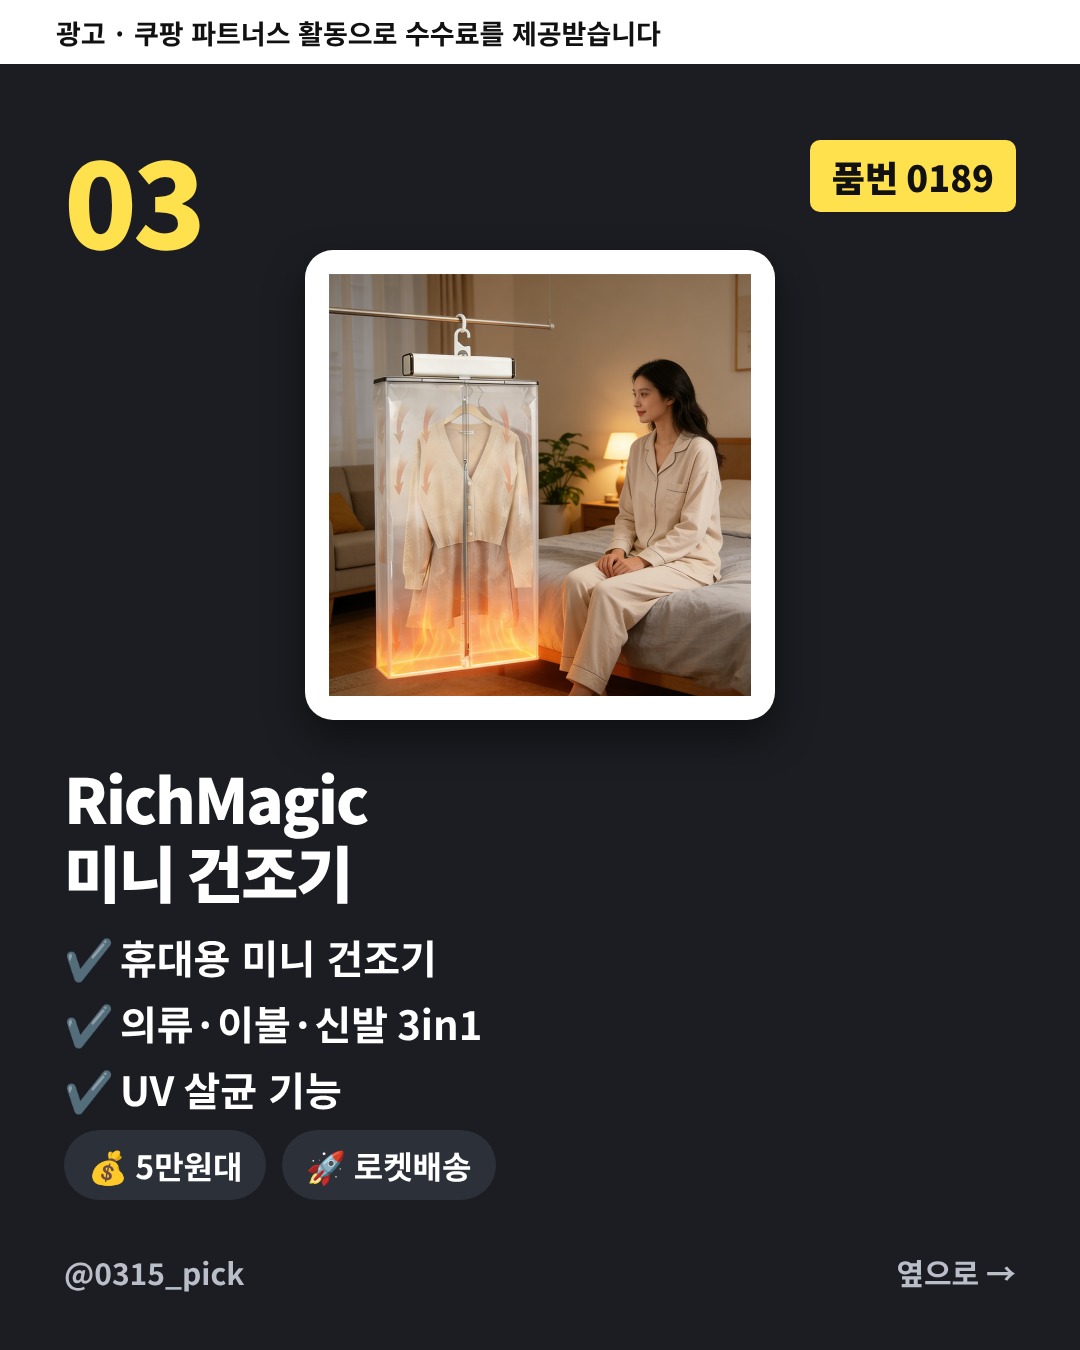 광고 · 쿠팡 파트너스 활동으로 수수료를 제공받습니다
03
품번 0189
RichMagic
미니 건조기
✔ 휴대용 미니 건조기
✔ 의류·이불·신발 3in1
✔ UV 살균 기능
💰 5만원대
🚀 로켓배송
@0315_pick
옆으로 →